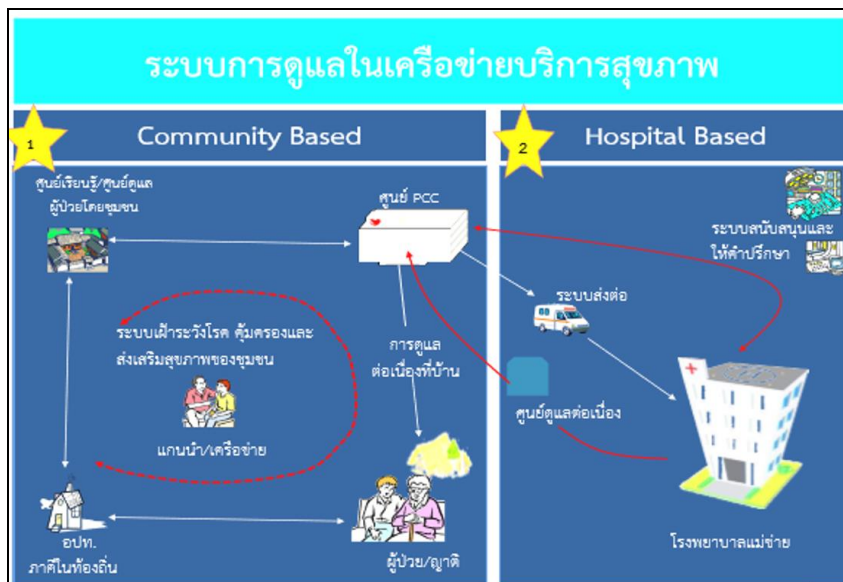 ระบบการดูแลในเครือข่ายบริการสุขภาพ
1
Community Based
2
Hospital Based
ศูนย์เรียนรู้/ศูนย์ดูแล
ผู้ป่วยโดยชุมชน
ศูนย์ PCC
ระบบสนับสนุนและ
ให้คำปรึกษา
ระบบส่งต่อ
ระบบเฝ้าระวังโรค คุ้มครองและ
ส่งเสริมสุขภาพของชุมชน
การดูแล
ต่อเนื่องที่บ้าน
ศูนย์ดูแลต่อเนื่อง
แกนนำ/เครือข่าย
อปท.
ภาคีในท้องถิ่น
ผู้ป่วย/ญาติ
โรงพยาบาลแม่ข่าย